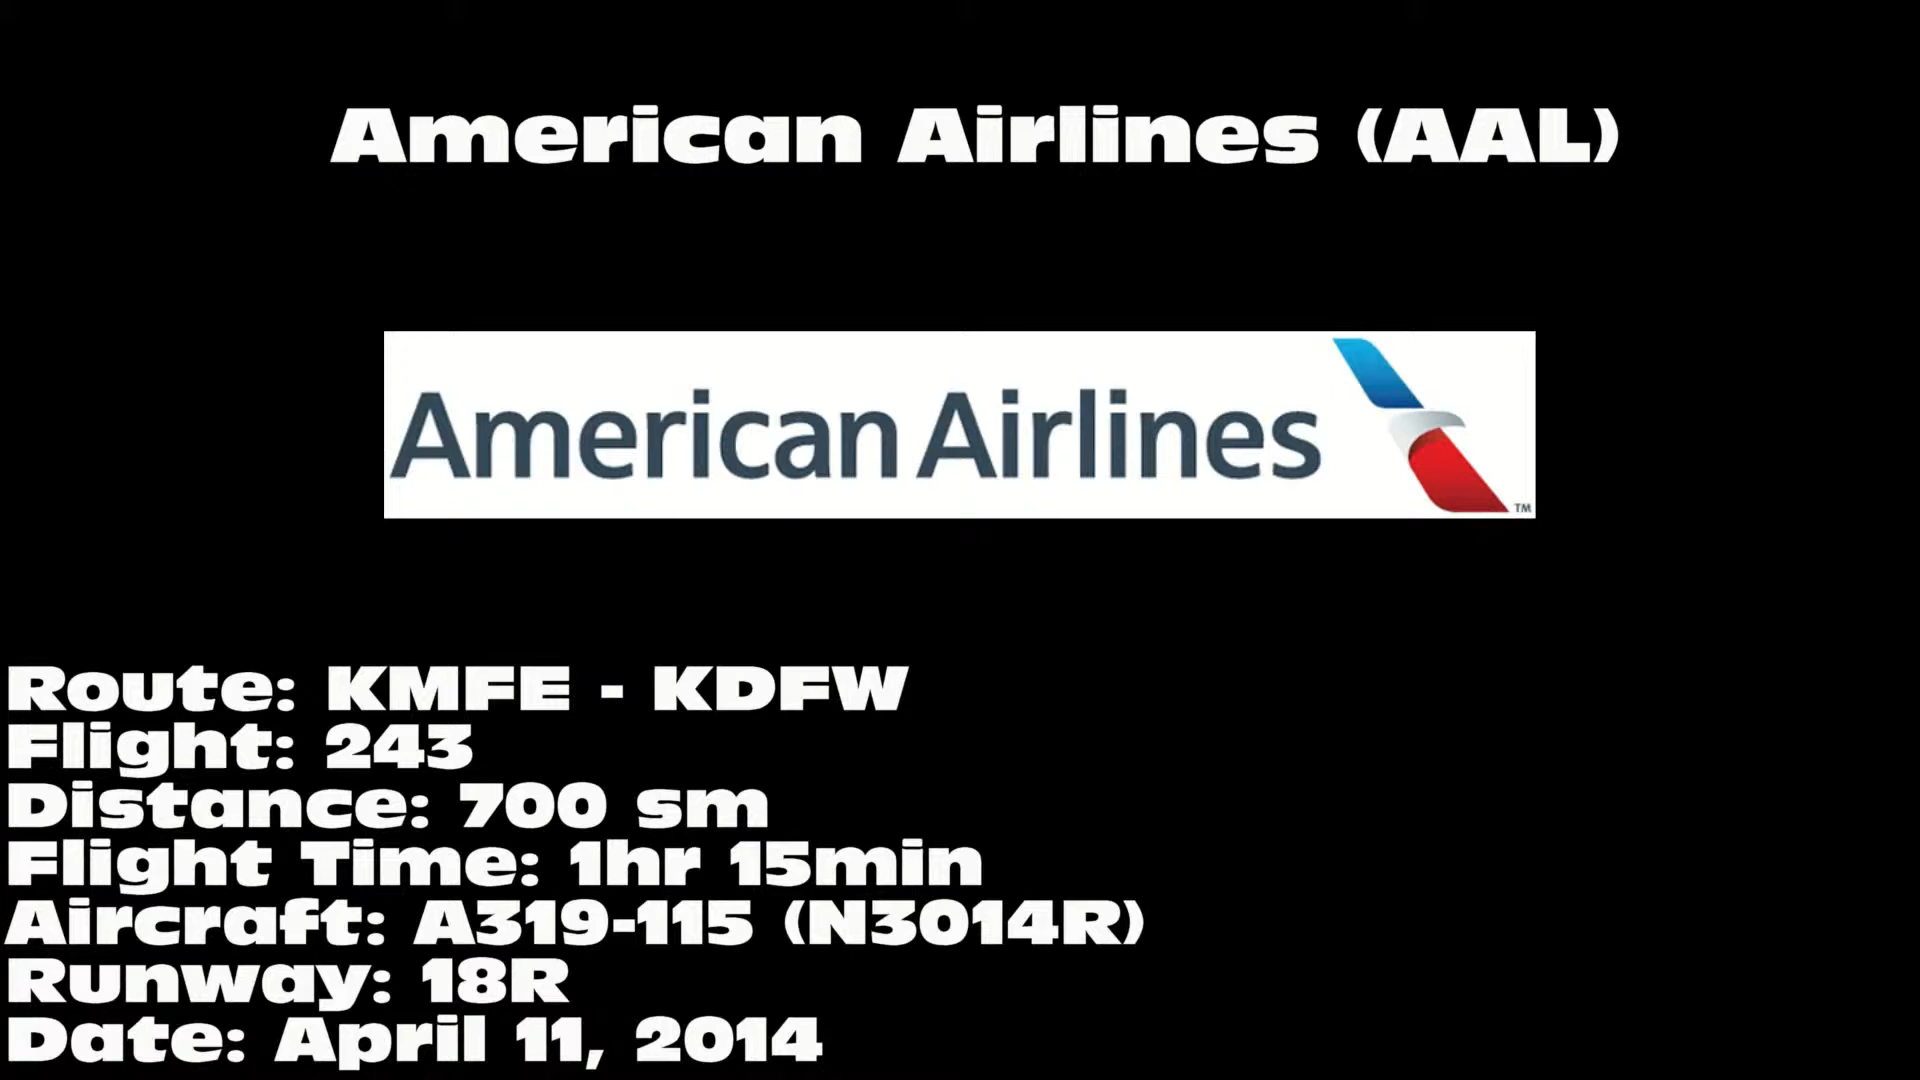 American Airlines (AAL)
American Airlines
TM
Route: KMFE - KDFW
Flight: 243
Distance: 700 sm
Flight Time: 1hr 15min
Aircraft: A319-115 (N3014R)
Runway: 18R
Date: April 11, 2014